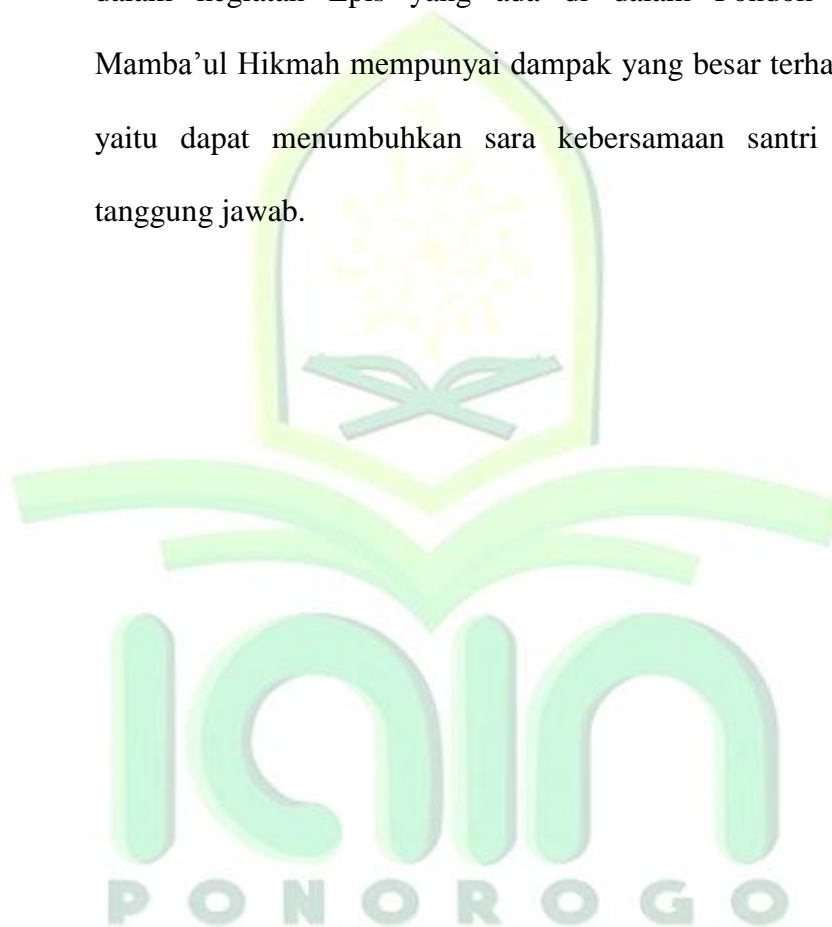 dalam kegiatan Epis yang ada di dalam Pondok
Mamba’ul Hikmah mempunyai dampak yang besar terha
yaitu dapat menumbuhkan sara kebersamaan santri
tanggung jawab.
iain
PONOROGO